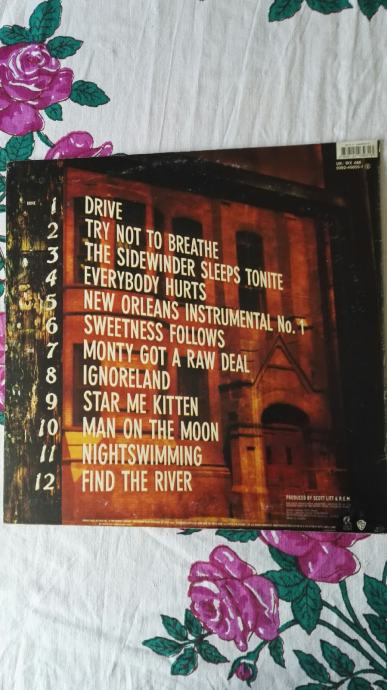 1 DRIVE
2 TRY NOT TO BREATHE
3 THE SIDEWINDER SLEEPS TONITE
4 EVERYBODY HURTS
5 NEW ORLEANS INSTRUMENTAL No. 1
6 SWEETNESS FOLLOWS
7 MONTY GOT A RAW DEAL
8 IGNORELAND
9 STAR ME KITTEN
10 MAN ON THE MOON
11 NIGHTSWIMMING
12 FIND THE RIVER
PRODUCED BY SCOTT LITT & R.E.M.